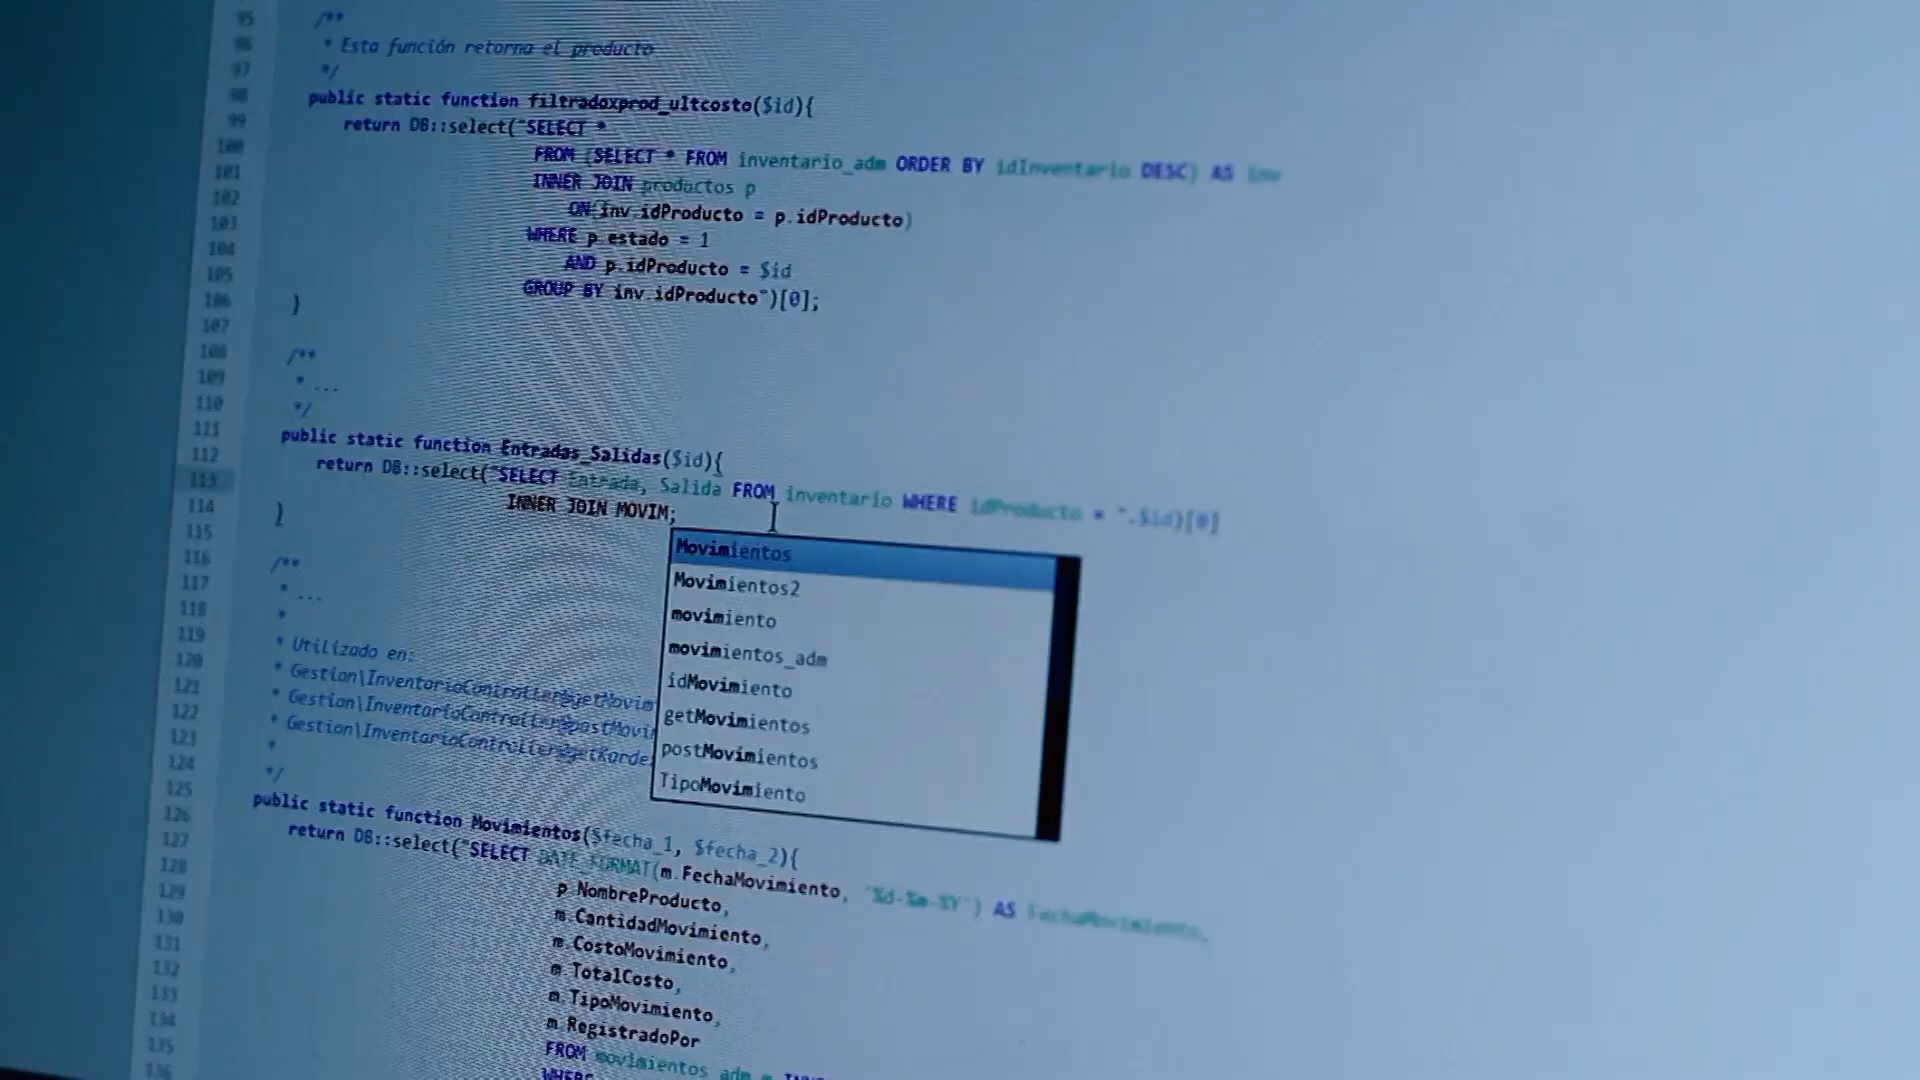 95
/**
96
* Esta función retorna el producto
97
*/
98
public static function filtradoxprod_ultcosto($id){
99
return DB::select("SELECT *
100
FROM (SELECT * FROM inventario_adm ORDER BY idInventario DESC) AS inv
101
INNER JOIN productos p
102
ON(inv.idProducto = p.idProducto)
103
WHERE p.estado = 1
104
AND p.idProducto = $id
105
GROUP BY inv.idProducto")[0];
106
}
107
108
/**
109
* ...
110
*/
111
public static function Entradas_Salidas($id){
112
return DB::select("SELECT Entrada, Salida FROM inventario WHERE idProducto = ".$id)[0]
113
INNER JOIN MOVIM;
114
}
115
Movimientos
116
/**
Movimientos2
117
* ...
movimiento
118
*
movimientos_adm
119
* Utilizado en:
idMovimiento
120
* Gestion\InventarioController@getMovim
getMovimientos
121
* Gestion\InventarioController@postMovi
postMovimientos
122
* Gestion\InventarioController@getKarde
TipoMovimiento
123
*
124
*/
125
public static function Movimientos($fecha_1, $fecha_2){
126
return DB::select("SELECT DATE_FORMAT(m.FechaMovimiento, '%d-%m-%Y') AS FechaMovimiento,
127
p.NombreProducto,
128
m.CantidadMovimiento,
129
m.CostoMovimiento,
130
m.TotalCosto,
131
m.TipoMovimiento,
132
m.RegistradoPor
133
FROM movimientos_adm
134
WHERE
135
136